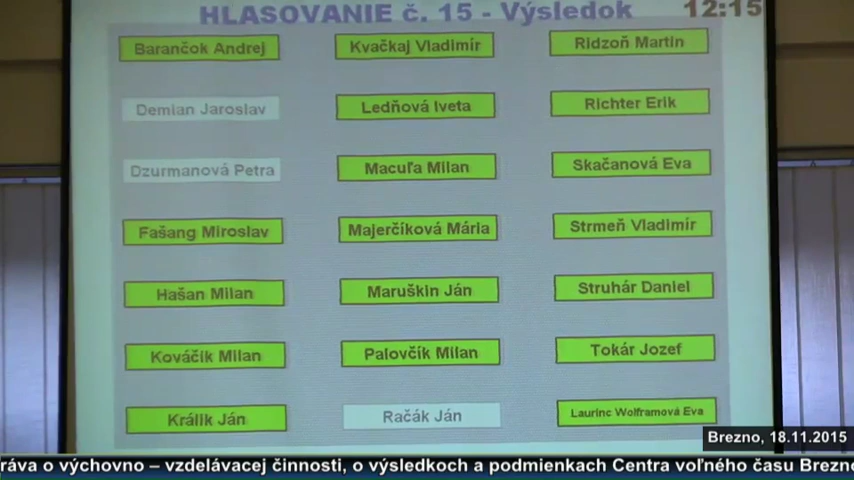 HLASOVANIE č. 15 - Výsledok 12:15
Barančok Andrej Kvačkaj Vladimír Ridzoň Martin
Demian Jaroslav Ledňová Iveta Richter Erik
Dzurmanová Petra Macuľa Milan Skačanová Eva
Fašang Miroslav Majerčíková Mária Strmeň Vladimír
Hašan Milan Maruškin Ján Struhár Daniel
Kováčik Milan Palovčík Milan Tokár Jozef
Králik Ján Račák Ján Laurinc Wolframová Eva
Brezno, 18.11.2015
ráva o výchovno – vzdelávacej činnosti, o výsledkoch a podmienkach Centra voľného času Brezno